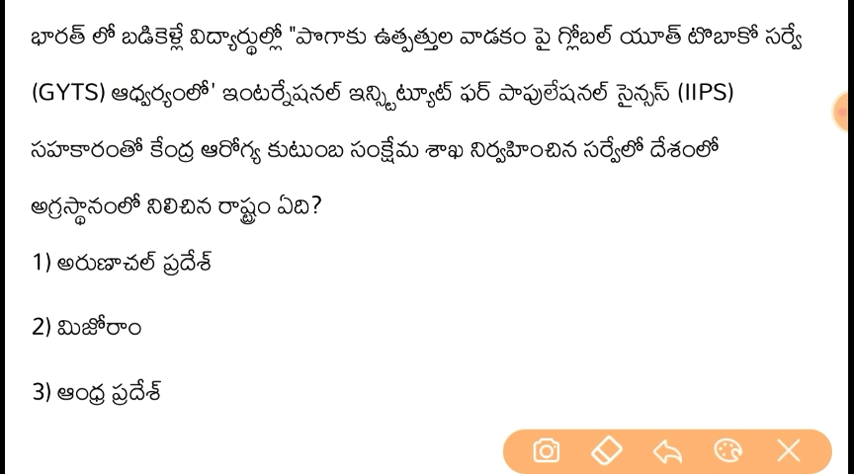 భారత్ లో బడికెళ్లే విద్యార్థుల్లో "పొగాకు ఉత్పత్తుల వాడకం పై గ్లోబల్ యూత్ టొబాకో సర్వే
(GYTS) ఆధ్వర్యంలో' ఇంటర్నేషనల్ ఇన్స్టిట్యూట్ ఫర్ పాపులేషనల్ సైన్సస్ (IIPS)
సహకారంతో కేంద్ర ఆరోగ్య కుటుంబ సంక్షేమ శాఖ నిర్వహించిన సర్వేలో దేశంలో
అగ్రస్థానంలో నిలిచిన రాష్ట్రం ఏది?
1) అరుణాచల్ ప్రదేశ్
2) మిజోరాం
3) ఆంధ్ర ప్రదేశ్